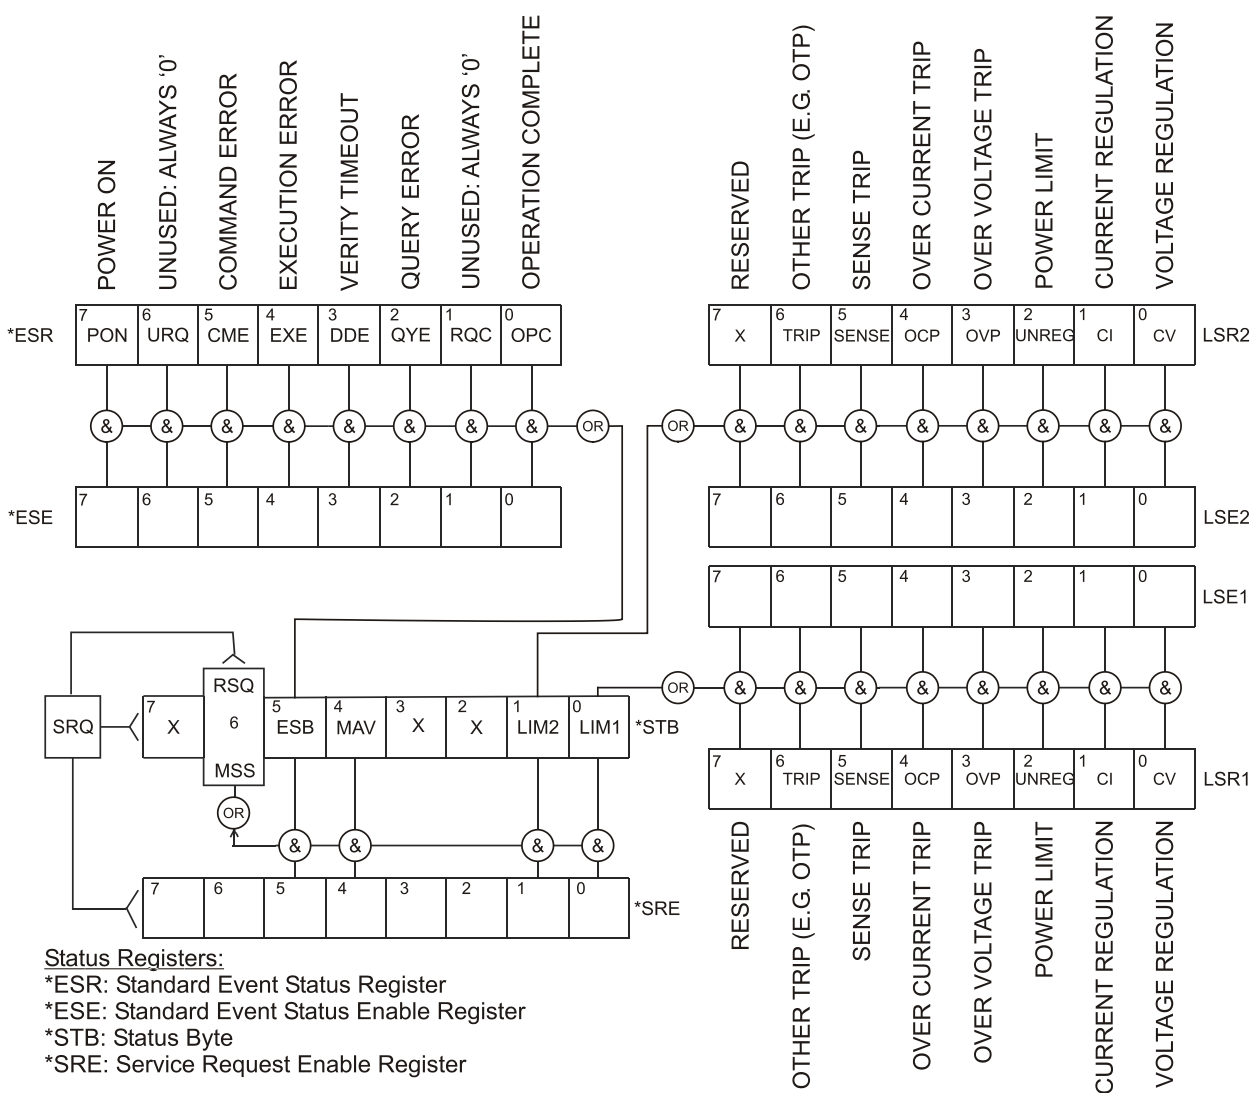 POWER ON
UNUSED: ALWAYS ‘0’
COMMAND ERROR
EXECUTION ERROR
VERITY TIMEOUT
QUERY ERROR
UNUSED: ALWAYS ‘0’
OPERATION COMPLETE
*ESR
7 6 5 4 3 2 1 0
PON URQ CME EXE DDE QYE RQC OPC
& & & & & & & & OR
*ESE
7 6 5 4 3 2 1 0
RESERVED
OTHER TRIP (E.G. OTP)
SENSE TRIP
OVER CURRENT TRIP
OVER VOLTAGE TRIP
POWER LIMIT
CURRENT REGULATION
VOLTAGE REGULATION
7 6 5 4 3 2 1 0
X TRIP SENSE OCP OVP UNREG CI CV LSR2
OR & & & & & & & &
7 6 5 4 3 2 1 0
LSE2
7 6 5 4 3 2 1 0
LSE1
OR & & & & & & & &
7 6 5 4 3 2 1 0
X TRIP SENSE OCP OVP UNREG CI CV LSR1
RESERVED
OTHER TRIP (E.G. OTP)
SENSE TRIP
OVER CURRENT TRIP
OVER VOLTAGE TRIP
POWER LIMIT
CURRENT REGULATION
VOLTAGE REGULATION
RSQ
7 6 5 4 3 2 1 0
SRQ X ESB MAV X X LIM2 LIM1 *STB
MSS
OR
& & & &
7 6 5 4 3 2 1 0
*SRE
Status Registers:
*ESR: Standard Event Status Register
*ESE: Standard Event Status Enable Register
*STB: Status Byte
*SRE: Service Request Enable Register